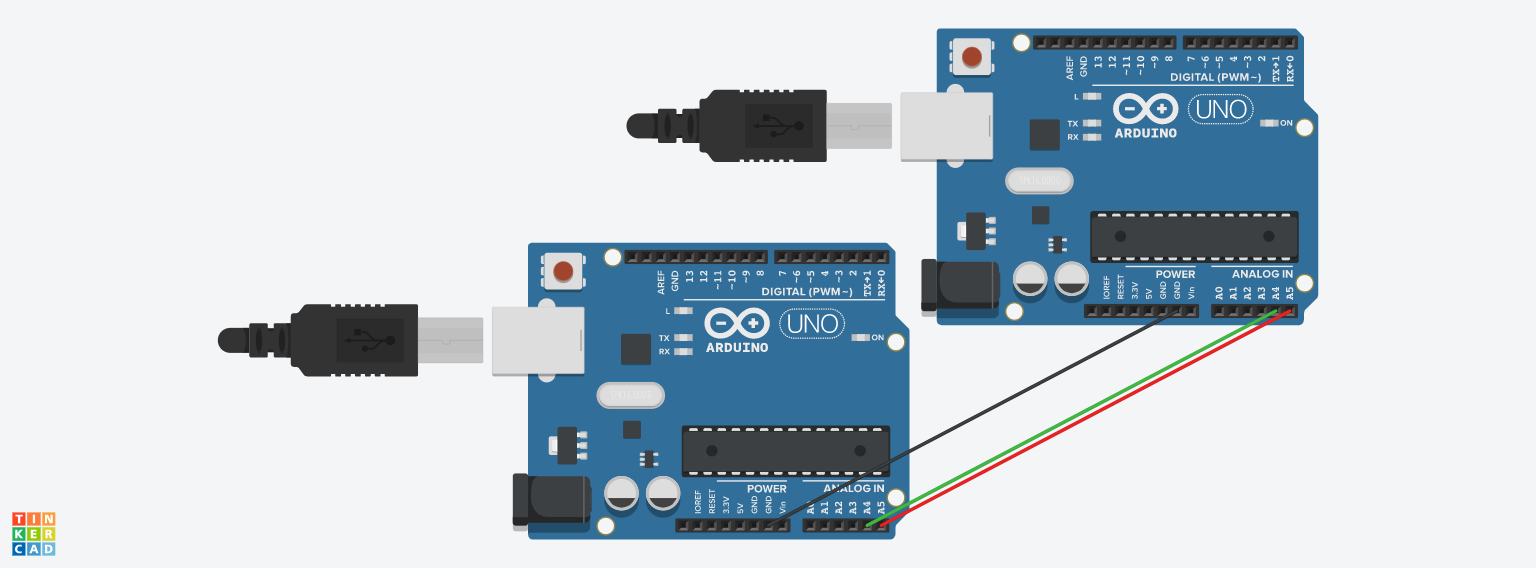 AREF
GND
13
12
~11
~10
~9
8
7
~6
~5
4
~3
2
TX→1
RX←0
DIGITAL (PWM~)
L
TX
RX
ARDUINO
UNO
ON
POWER
ANALOG IN
IOREF
RESET
3.3V
5V
GND
GND
Vin
A0
A1
A2
A3
A4
A5
AREF
GND
13
12
~11
~10
~9
8
7
~6
~5
4
~3
2
TX→1
RX←0
DIGITAL (PWM~)
L
TX
RX
ARDUINO
UNO
ON
POWER
ANALOG IN
IOREF
RESET
3.3V
5V
GND
GND
Vin
A1
A2
A3
A4
A5
TIN
KER
CAD